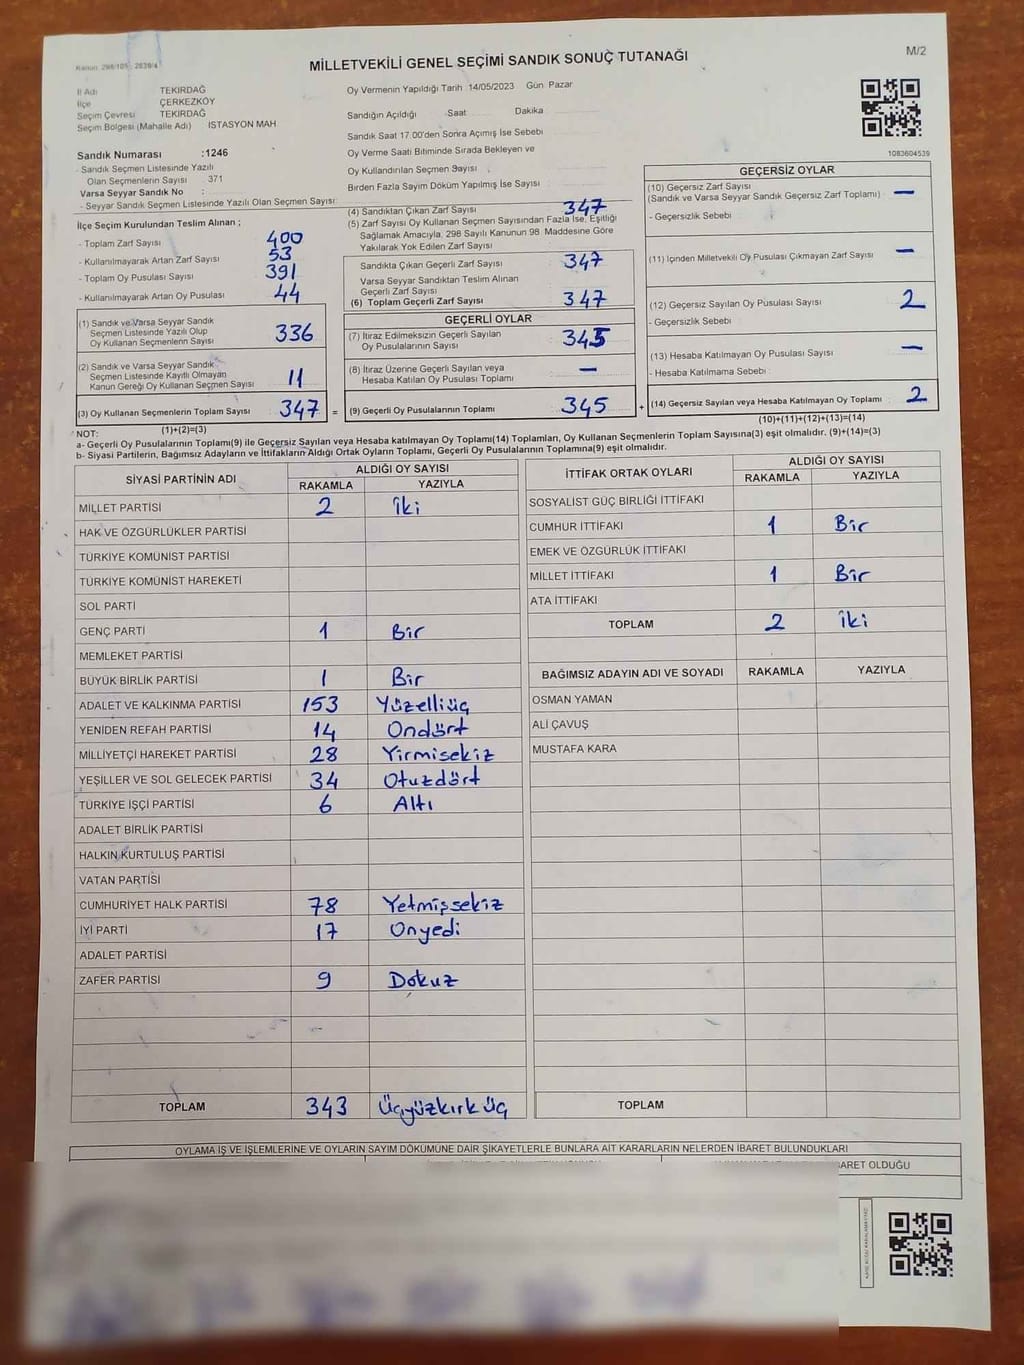 Kanun: 298/105 - 2839/4
MİLLETVEKİLİ GENEL SEÇİMİ SANDIK SONUÇ TUTANAĞI
M/2
İl Adı TEKİRDAĞ
İlçe ÇERKEZKÖY
Seçim Çevresi TEKİRDAĞ
Seçim Bölgesi (Mahalle Adı) İSTASYON MAH.
Sandık Numarası :1246
- Sandık Seçmen Listesinde Yazılı
Olan Seçmenlerin Sayısı 371
Varsa Seyyar Sandık No :
- Seyyar Sandık Seçmen Listesinde Yazılı Olan Seçmen Sayısı:
Oy Vermenin Yapıldığı Tarih 14/05/2023 Gün Pazar
Sandığın Açıldığı Saat Dakika
Sandık Saat 17.00'den Sonra Açılmış İse Sebebi
Oy Verme Saati Bitiminde Sırada Bekleyen ve
Oy Kullandırılan Seçmen Sayısı
Birden Fazla Sayım Döküm Yapılmış İse Sayısı
1083604539
İlçe Seçim Kurulundan Teslim Alınan ;
- Toplam Zarf Sayısı 400
- Kullanılmayarak Artan Zarf Sayısı 53
- Toplam Oy Pusulası Sayısı 391
- Kullanılmayarak Artan Oy Pusulası 44
(1) Sandık ve Varsa Seyyar Sandık
Seçmen Listesinde Yazılı Olup
Oy Kullanan Seçmenlerin Sayısı 336
(2) Sandık ve Varsa Seyyar Sandık
Seçmen Listesinde Kayıtlı Olmayan
Kanun Gereği Oy Kullanan Seçmen Sayısı 11
(3) Oy Kullanan Seçmenlerin Toplam Sayısı 347 =
(1)+(2)=(3)
(4) Sandıktan Çıkan Zarf Sayısı 347
(5) Zarf Sayısı Oy Kullanan Seçmen Sayısından Fazla İse, Eşitliği
Sağlamak Amacıyla, 298 Sayılı Kanunun 98. Maddesine Göre
Yakılarak Yok Edilen Zarf Sayısı
Sandıkta Çıkan Geçerli Zarf Sayısı 347
Varsa Seyyar Sandıktan Teslim Alınan
Geçerli Zarf Sayısı
(6) Toplam Geçerli Zarf Sayısı 347
GEÇERLİ OYLAR
(7) İtiraz Edilmeksizin Geçerli Sayılan
Oy Pusulalarının Sayısı 345
(8) İtiraz Üzerine Geçerli Sayılan veya
Hesaba Katılan Oy Pusulası Toplamı —
(9) Geçerli Oy Pusulalarının Toplamı 345 +
GEÇERSİZ OYLAR
(10) Geçersiz Zarf Sayısı
(Sandık ve Varsa Seyyar Sandık Geçersiz Zarf Toplamı) : —
- Geçersizlik Sebebi
(11) İçinden Milletvekili Oy Pusulası Çıkmayan Zarf Sayısı : —
(12) Geçersiz Sayılan Oy Pusulası Sayısı : 2
- Geçersizlik Sebebi
(13) Hesaba Katılmayan Oy Pusulası Sayısı : —
- Hesaba Katılmama Sebebi :
(14) Geçersiz Sayılan veya Hesaba Katılmayan Oy Toplamı : 2
(10)+(11)+(12)+(13)=(14)
NOT:
a- Geçerli Oy Pusulalarının Toplamı(9) ile Geçersiz Sayılan veya Hesaba katılmayan Oy Toplamı(14) Toplamları, Oy Kullanan Seçmenlerin Toplam Sayısına(3) eşit olmalıdır. (9)+(14)=(3)
b- Siyasi Partilerin, Bağımsız Adayların ve İttifakların Aldığı Ortak Oyların Toplamı, Geçerli Oy Pusulalarının Toplamına(9) eşit olmalıdır.
SİYASİ PARTİNİN ADI ALDIĞI OY SAYISI
RAKAMLA YAZIYLA
MİLLET PARTİSİ 2 iki
HAK VE ÖZGÜRLÜKLER PARTİSİ
TÜRKİYE KOMÜNİST PARTİSİ
TÜRKİYE KOMÜNİST HAREKETİ
SOL PARTİ
GENÇ PARTİ 1 Bir
MEMLEKET PARTİSİ
BÜYÜK BİRLİK PARTİSİ 1 Bir
ADALET VE KALKINMA PARTİSİ 153 Yüzelliüç
YENİDEN REFAH PARTİSİ 14 Ondört
MİLLİYETÇİ HAREKET PARTİSİ 28 Yirmisekiz
YEŞİLLER VE SOL GELECEK PARTİSİ 34 Otuzdört
TÜRKİYE İŞÇİ PARTİSİ 6 Altı
ADALET BİRLİK PARTİSİ
HALKIN KURTULUŞ PARTİSİ
VATAN PARTİSİ
CUMHURİYET HALK PARTİSİ 78 Yetmişsekiz
İYİ PARTİ 17 Onyedi
ADALET PARTİSİ
ZAFER PARTİSİ 9 Dokuz
TOPLAM 343 Üçyüzkırküç
İTTİFAK ORTAK OYLARI ALDIĞI OY SAYISI
RAKAMLA YAZIYLA
SOSYALİST GÜÇ BİRLİĞİ İTTİFAKI
CUMHUR İTTİFAKI 1 Bir
EMEK VE ÖZGÜRLÜK İTTİFAKI
MİLLET İTTİFAKI 1 Bir
ATA İTTİFAKI
TOPLAM 2 iki
BAĞIMSIZ ADAYIN ADI VE SOYADI RAKAMLA YAZIYLA
OSMAN YAMAN
ALİ ÇAVUŞ
MUSTAFA KARA
TOPLAM
OYLAMA İŞ VE İŞLEMLERİNE VE OYLARIN SAYIM DÖKÜMÜNE DAİR ŞİKAYETLERLE BUNLARA AİT KARARLARIN NELERDEN İBARET BULUNDUKLARI
OLDUĞU